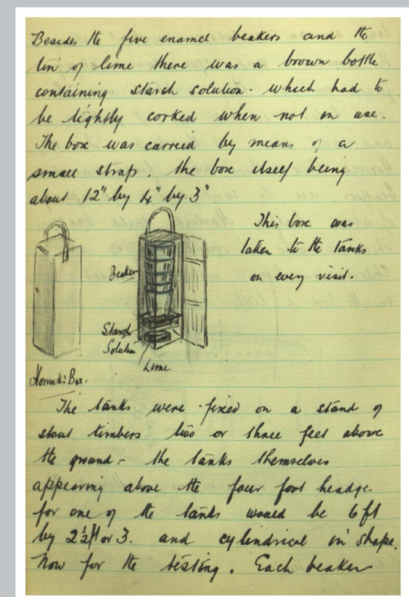 Besides the five enamel beakers and the
tin of lime there was a brown bottle
containing starch solution - which had to
be tightly corked when not in use.
The box was carried by means of a
small strap. the box itself being
about 12" by 4" by 3"
This box was
taken to the tanks
on every visit.
Beakers
Starch
Solution
Lime
Horrock's Box.
The tanks were fixed on a stand of
stout timbers two or three feet above
the ground - the tanks themselves
appearing above the four foot headge.
for one of the tanks would be 6 ft
by 2½ ft or 3. and cylindrical in shape.
Now for the testing. Each beaker